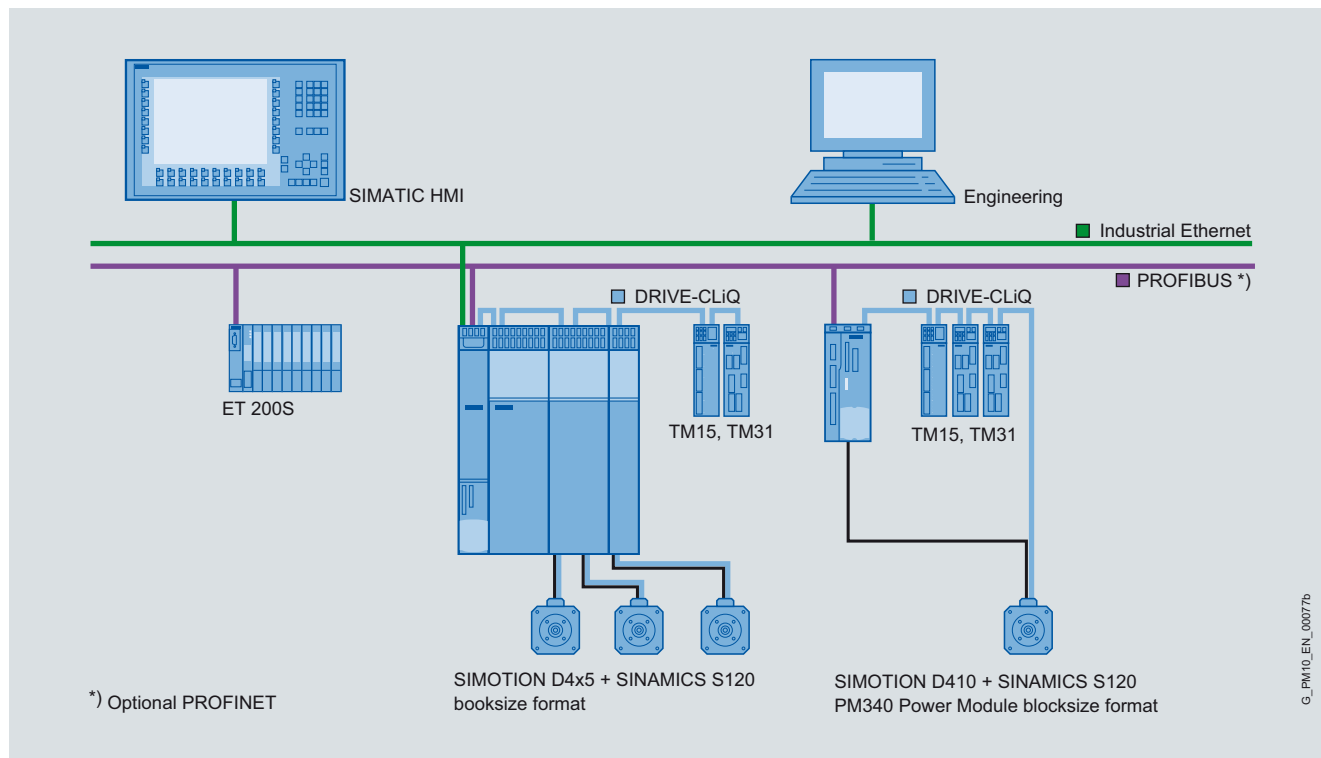 SIMATIC HMI
Engineering
Industrial Ethernet
PROFIBUS *)
DRIVE-CLiQ
DRIVE-CLiQ
ET 200S
TM15, TM31
TM15, TM31
SIMOTION D4x5 + SINAMICS S120
booksize format
SIMOTION D410 + SINAMICS S120
PM340 Power Module blocksize format
*) Optional PROFINET
G_PM10_EN_00077b